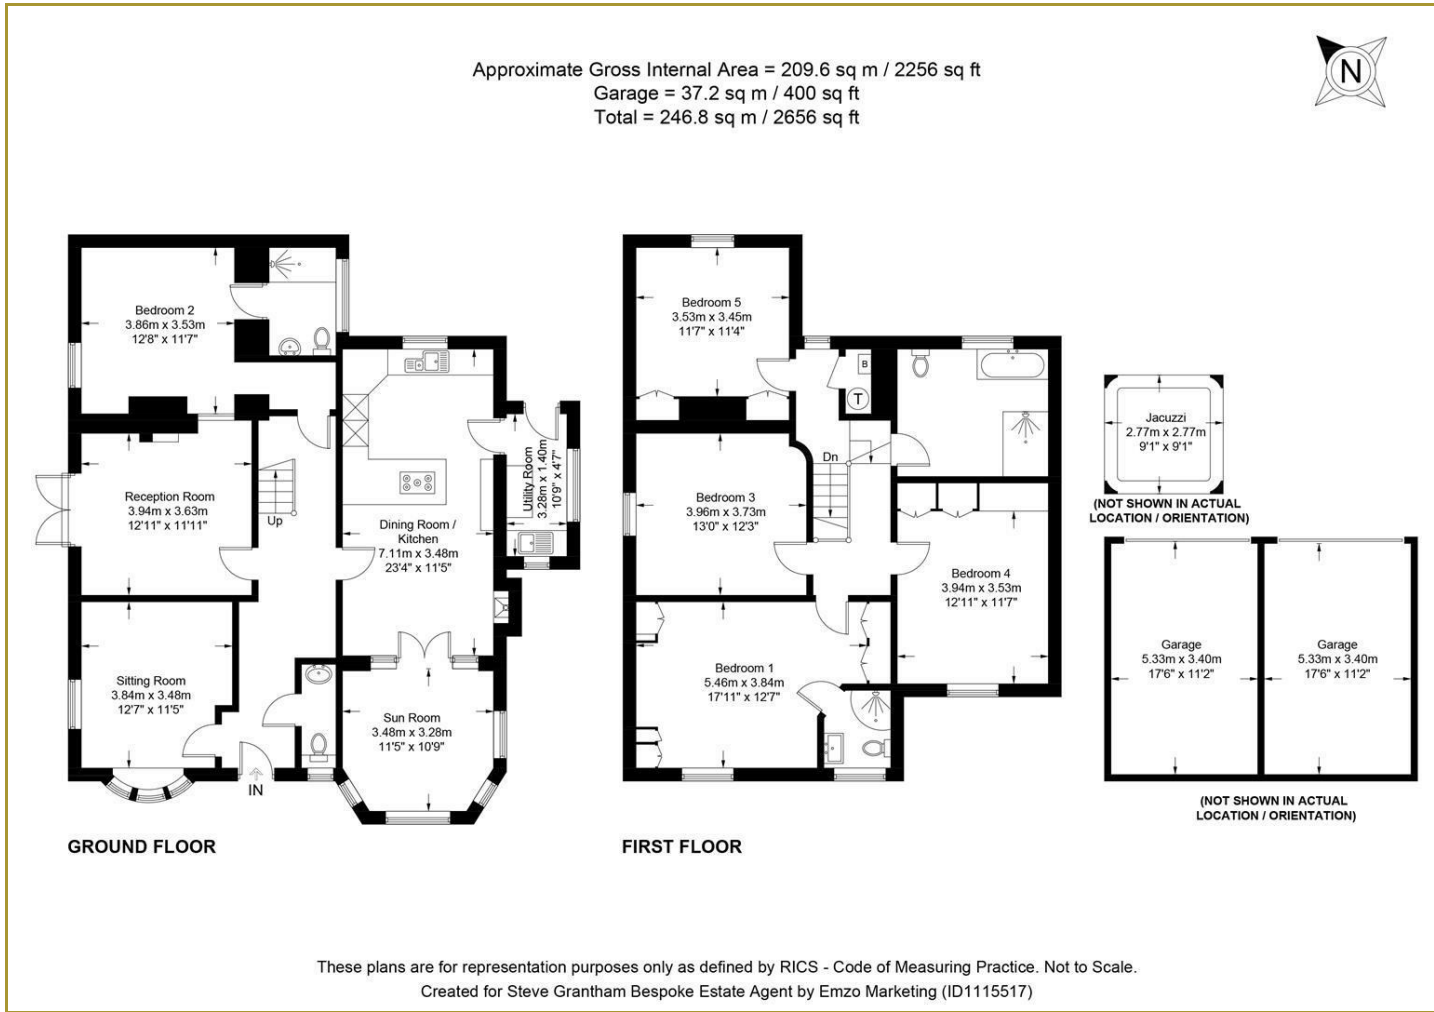 Approximate Gross Internal Area = 209.6 sq m / 2256 sq ft
Garage = 37.2 sq m / 400 sq ft
Total = 246.8 sq m / 2656 sq ft
N
Bedroom 2
3.86m x 3.53m
12'8" x 11'7"
Reception Room
3.94m x 3.63m
12'11" x 11'11"
Up
Dining Room /
Kitchen
7.11m x 3.48m
23'4" x 11'5"
Utility Room
3.28m x 1.40m
10'9" x 4'7"
Sitting Room
3.84m x 3.48m
12'7" x 11'5"
Sun Room
3.48m x 3.28m
11'5" x 10'9"
IN
GROUND FLOOR
Bedroom 5
3.53m x 3.45m
11'7" x 11'4"
B
T
Dn
Bedroom 3
3.96m x 3.73m
13'0" x 12'3"
Bedroom 4
3.94m x 3.53m
12'11" x 11'7"
Bedroom 1
5.46m x 3.84m
17'11" x 12'7"
FIRST FLOOR
Jacuzzi
2.77m x 2.77m
9'1" x 9'1"
(NOT SHOWN IN ACTUAL
LOCATION / ORIENTATION)
Garage
5.33m x 3.40m
17'6" x 11'2"
Garage
5.33m x 3.40m
17'6" x 11'2"
(NOT SHOWN IN ACTUAL
LOCATION / ORIENTATION)
These plans are for representation purposes only as defined by RICS - Code of Measuring Practice. Not to Scale.
Created for Steve Grantham Bespoke Estate Agent by Emzo Marketing (ID1115517)